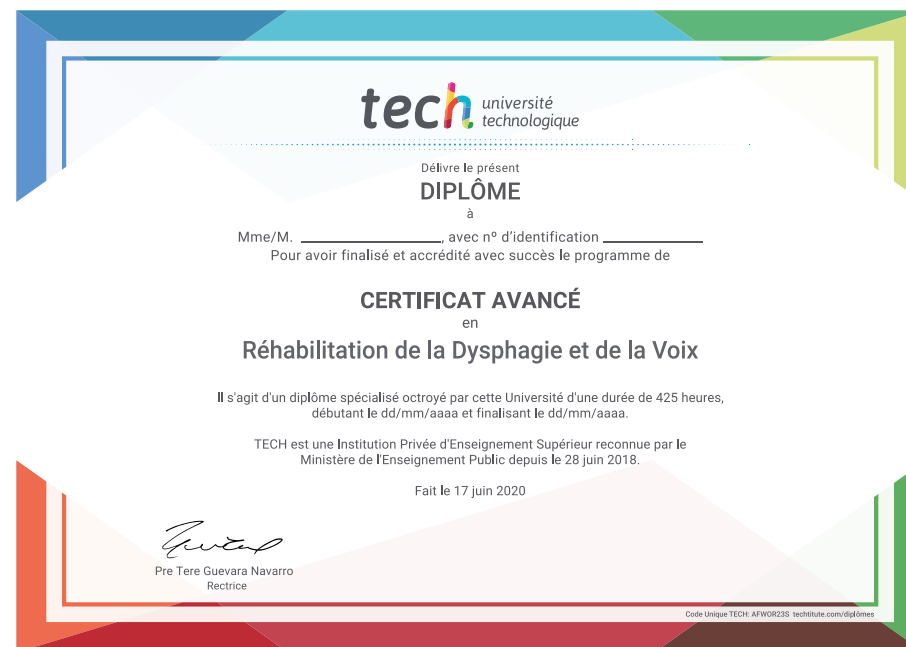 tech université
technologique
Délivre le présent
DIPLÔME
à
Mme/M. ____________________, avec nº d'identification ______________
Pour avoir finalisé et accrédité avec succès le programme de
CERTIFICAT AVANCÉ
en
Réhabilitation de la Dysphagie et de la Voix
Il s'agit d'un diplôme spécialisé octroyé par cette Université d'une durée de 425 heures,
débutant le dd/mm/aaaa et finalisant le dd/mm/aaaa.
TECH est une Institution Privée d'Enseignement Supérieur reconnue par le
Ministère de l'Enseignement Public depuis le 28 juin 2018.
Fait le 17 juin 2020
Pre Tere Guevara Navarro
Rectrice
Code Unique TECH: AFWOR23S techtitute.com/diplômes